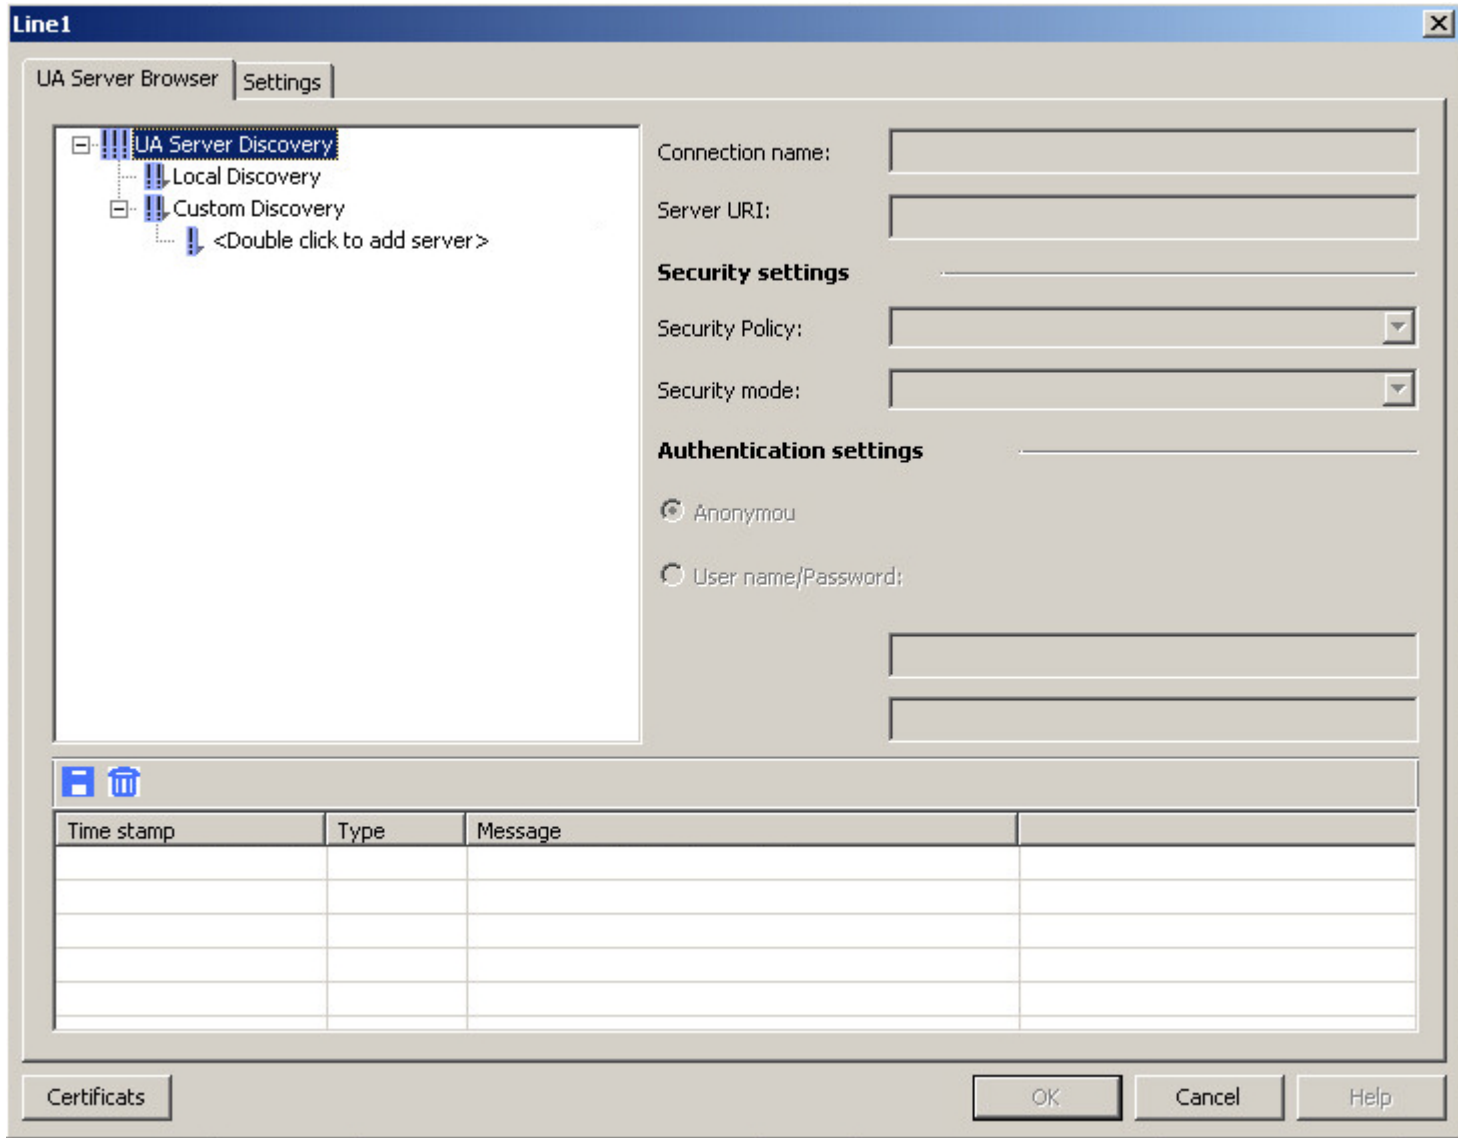 Line1
UA Server Browser
Settings
UA Server Discovery
Local Discovery
Custom Discovery
<Double click to add server>
Connection name:
Server URI:
Security settings
Security Policy:
Security mode:
Authentication settings
Anonymou
User name/Password:
Time stamp Type Message
Certificats
OK
Cancel
Help